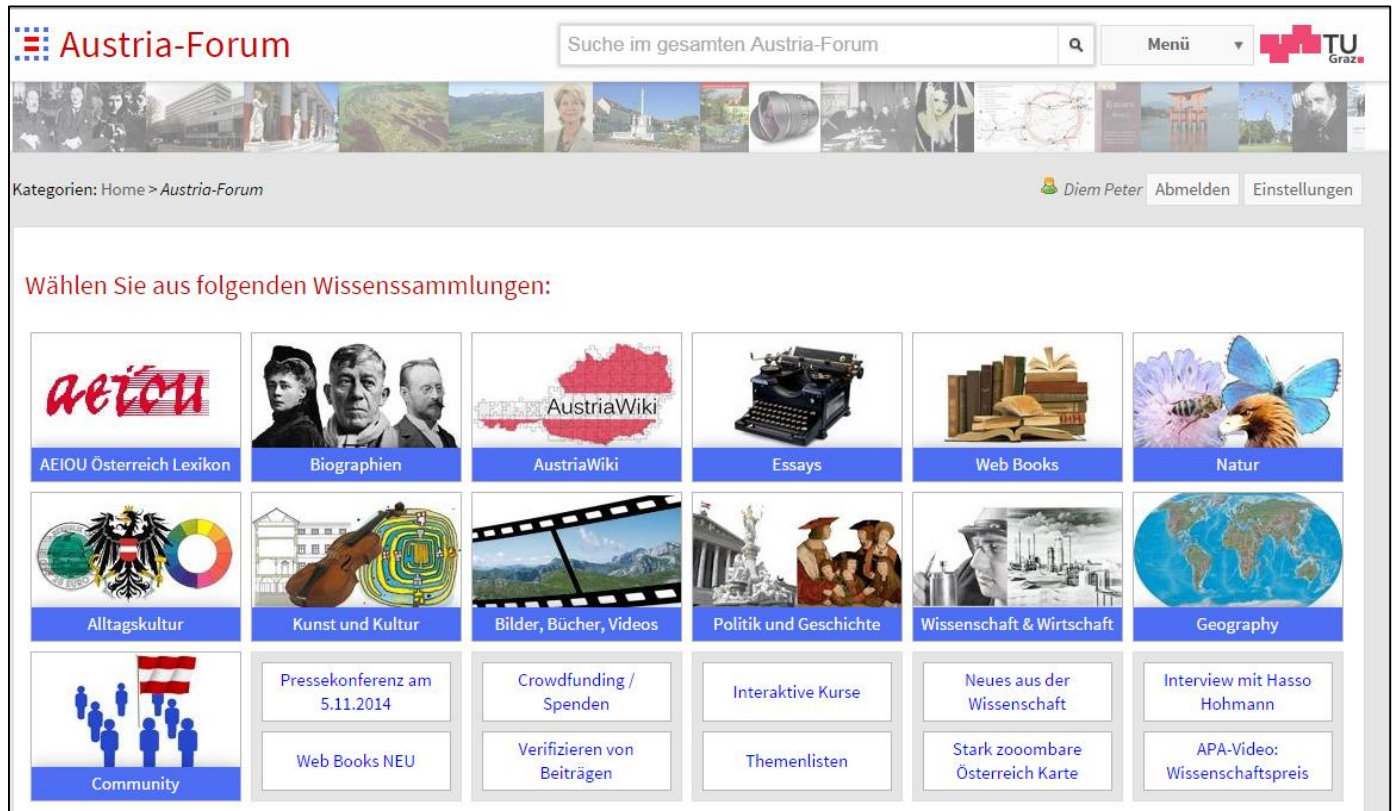 Austria-Forum
Suche im gesamten Austria-Forum
Menü
TU
Graz
Kategorien: Home > Austria-Forum
Diem Peter
Abmelden
Einstellungen
Wählen Sie aus folgenden Wissenssammlungen:
aeiou
AustriaWiki
AEIOU Österreich Lexikon
Biographien
AustriaWiki
Essays
Web Books
Natur
Alltagskultur
Kunst und Kultur
Bilder, Bücher, Videos
Politik und Geschichte
Wissenschaft & Wirtschaft
Geography
Pressekonferenz am
5.11.2014
Crowdfunding /
Spenden
Interaktive Kurse
Neues aus der
Wissenschaft
Interview mit Hasso
Hohmann
Web Books NEU
Verifizieren von
Beiträgen
Themenlisten
Stark zooombare
Österreich Karte
APA-Video:
Wissenschaftspreis
Community